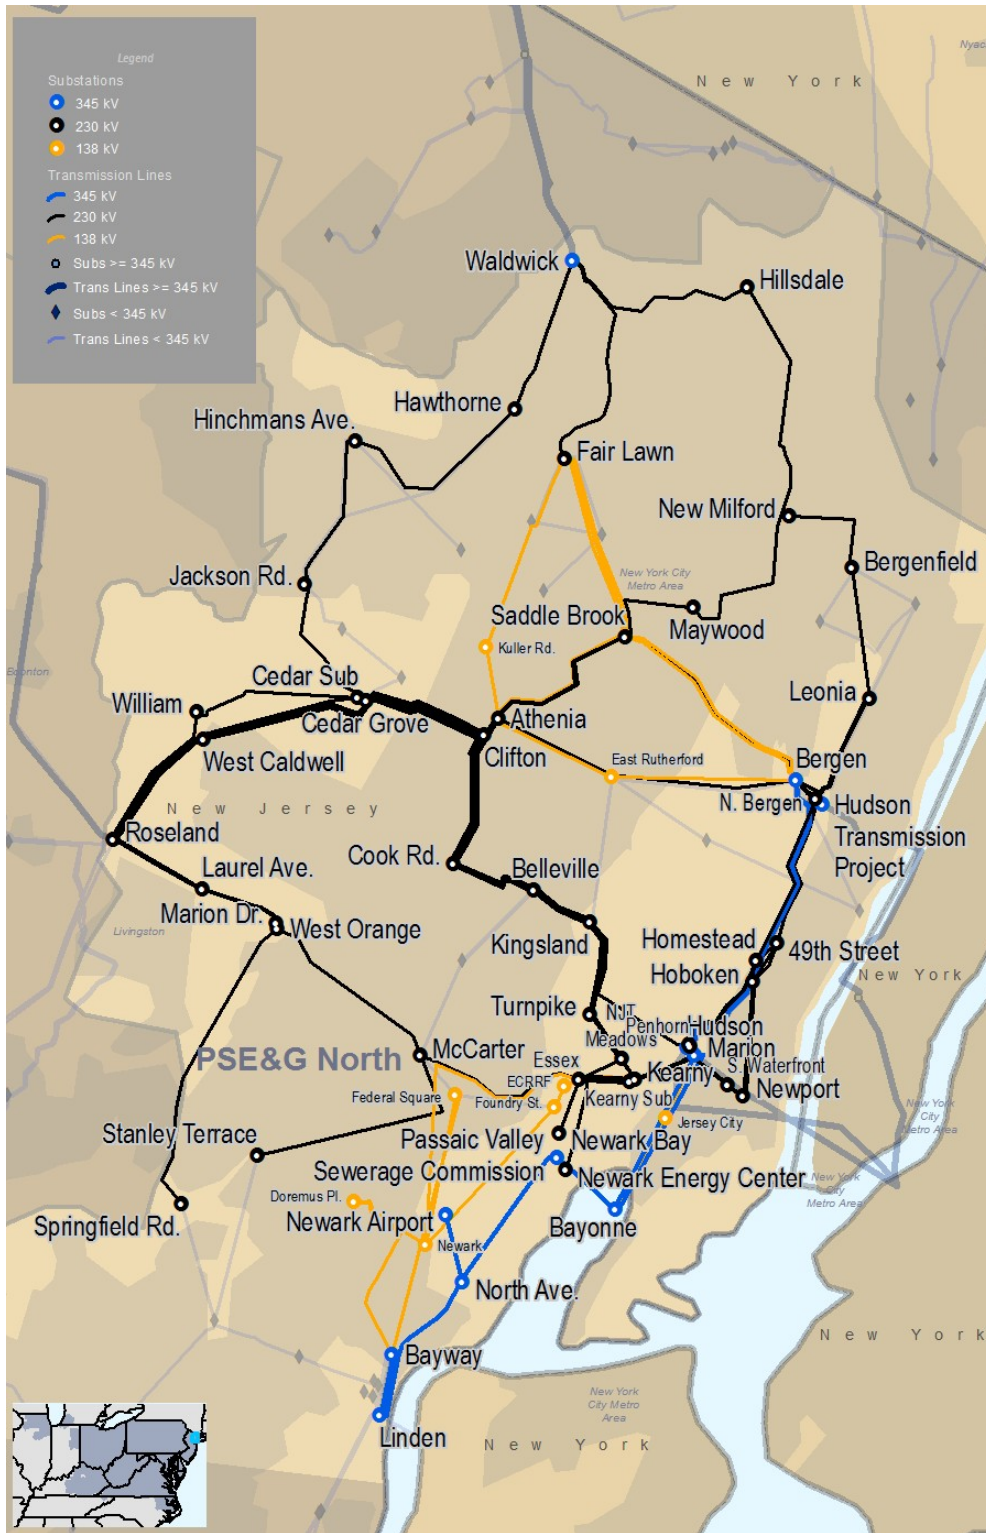 Legend
Substations
345 kV
230 kV
138 kV
Transmission Lines
345 kV
230 kV
138 kV
Subs >= 345 kV
Trans Lines >= 345 kV
Subs < 345 kV
Trans Lines < 345 kV
New York
Waldwick
Hillsdale
Hawthorne
Hinchmans Ave.
Fair Lawn
New Milford
Bergenfield
Jackson Rd.
New York City
Metro Area
Saddle Brook
Maywood
Kuller Rd.
Cedar Sub
William
Cedar Grove
Athenia
Leonia
West Caldwell
Clifton
East Rutherford
Bergen
New Jersey
N. Bergen
Hudson
Transmission
Project
Roseland
Laurel Ave.
Cook Rd.
Belleville
Marion Dr.
West Orange
Livingston
Kingsland
Homestead
49th Street
Hoboken
New York
Turnpike
NJT
Meadows
Penhorn
Hudson
Marion
PSE&G North
McCarter
Essex
S. Waterfront
ECRRF
Kearny
Newport
Federal Square
Foundry St.
Kearny Sub
Jersey City
New York
City
Metro Area
Stanley Terrace
Passaic Valley
Sewerage Commission
Newark Bay
Newark Energy Center
New York
City
Metro Area
Doremus Pl.
Springfield Rd.
Newark Airport
Bayonne
Newark
North Ave.
New York
Bayway
New York
City Metro
Area
Linden
New York